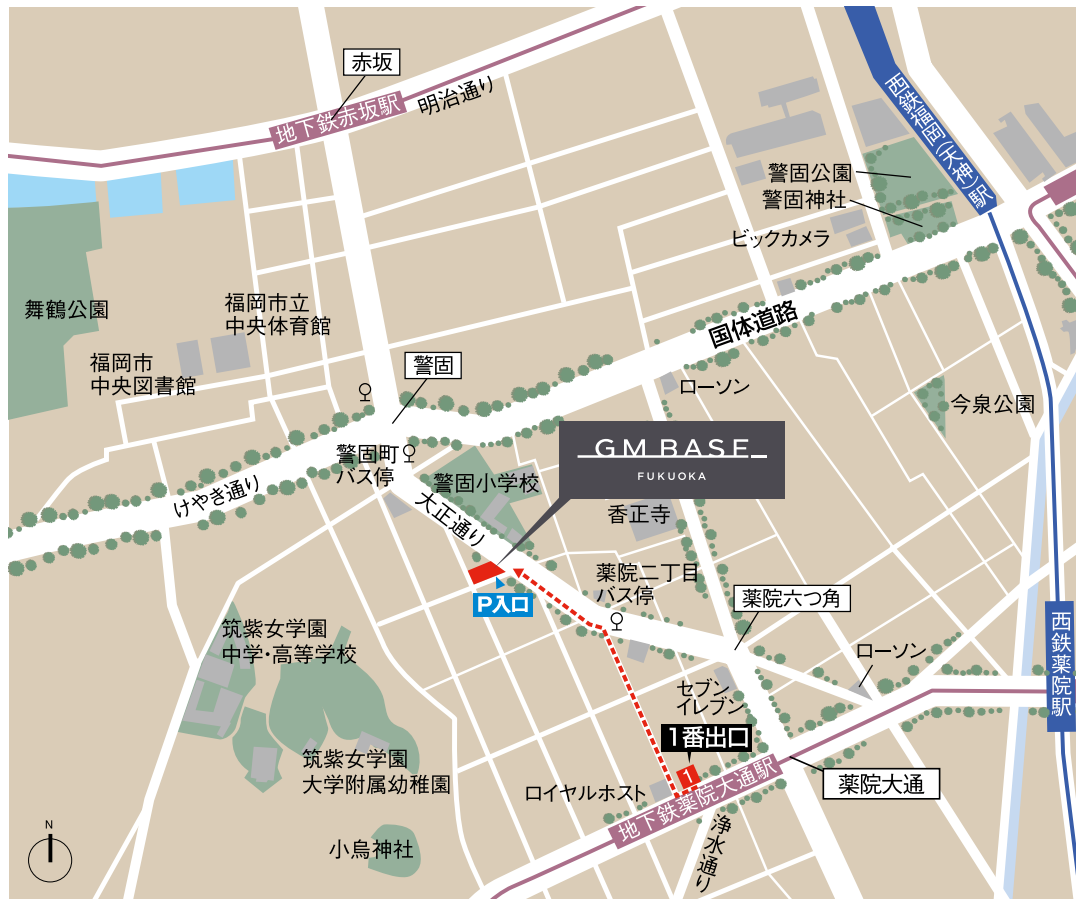 赤坂
地下鉄赤坂駅
明治通り
西鉄福岡(天神)駅
警固公園
警固神社
ビックカメラ
舞鶴公園
福岡市立
中央体育館
国体道路
福岡市
中央図書館
警固
ローソン
今泉公園
警固町
バス停
GM BASE
FUKUOKA
けやき通り
警固小学校
大正通り
香正寺
薬院二丁目
バス停
P入口
薬院六つ角
西鉄薬院駅
筑紫女学園
中学・高等学校
ローソン
セブン
イレブン
1番出口
筑紫女学園
大学附属幼稚園
ロイヤルホスト
1
地下鉄薬院大通駅
薬院大通
浄水通り
小烏神社
N